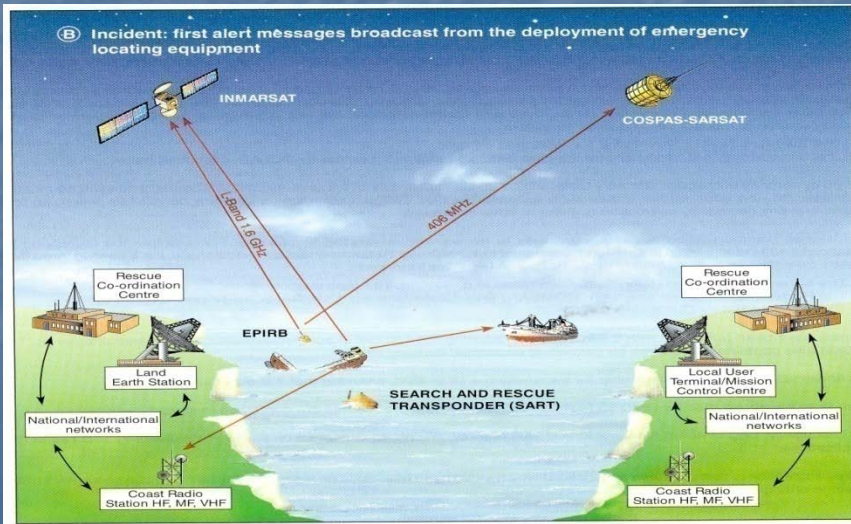 B Incident: first alert messages broadcast from the deployment of emergency
locating equipment
INMARSAT
COSPAS-SARSAT
L-Band 1.6 GHz
406 MHz
Rescue
Co-ordination
Centre
Rescue
Co-ordination
Centre
EPIRB
Land
Earth Station
Local User
Terminal/Mission
Control Centre
SEARCH AND RESCUE
TRANSPONDER (SART)
National/International
networks
National/International
networks
Coast Radio
Station HF, MF, VHF
Coast Radio
Station HF, MF, VHF